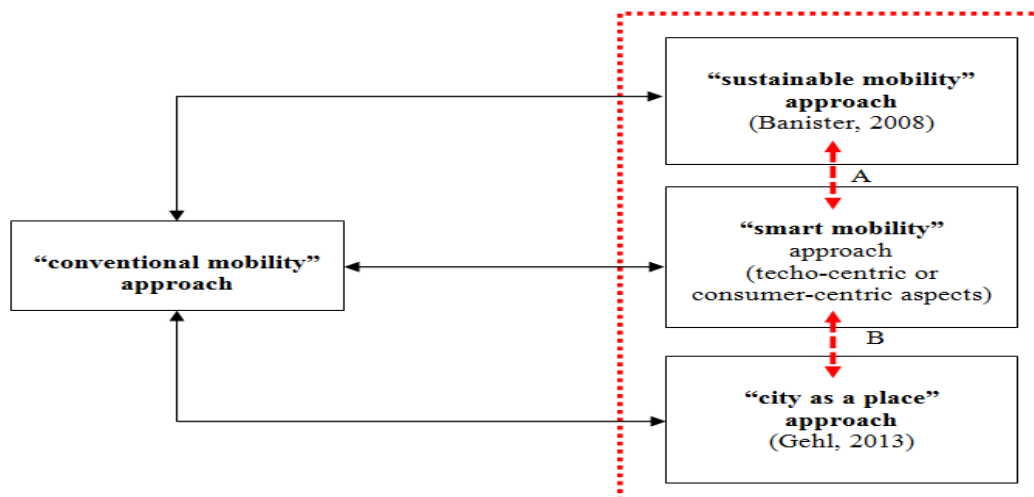 “sustainable mobility”
approach
(Banister, 2008)
A
“smart mobility”
approach
(techo-centric or
consumer-centric aspects)
“conventional mobility”
approach
B
“city as a place”
approach
(Gehl, 2013)